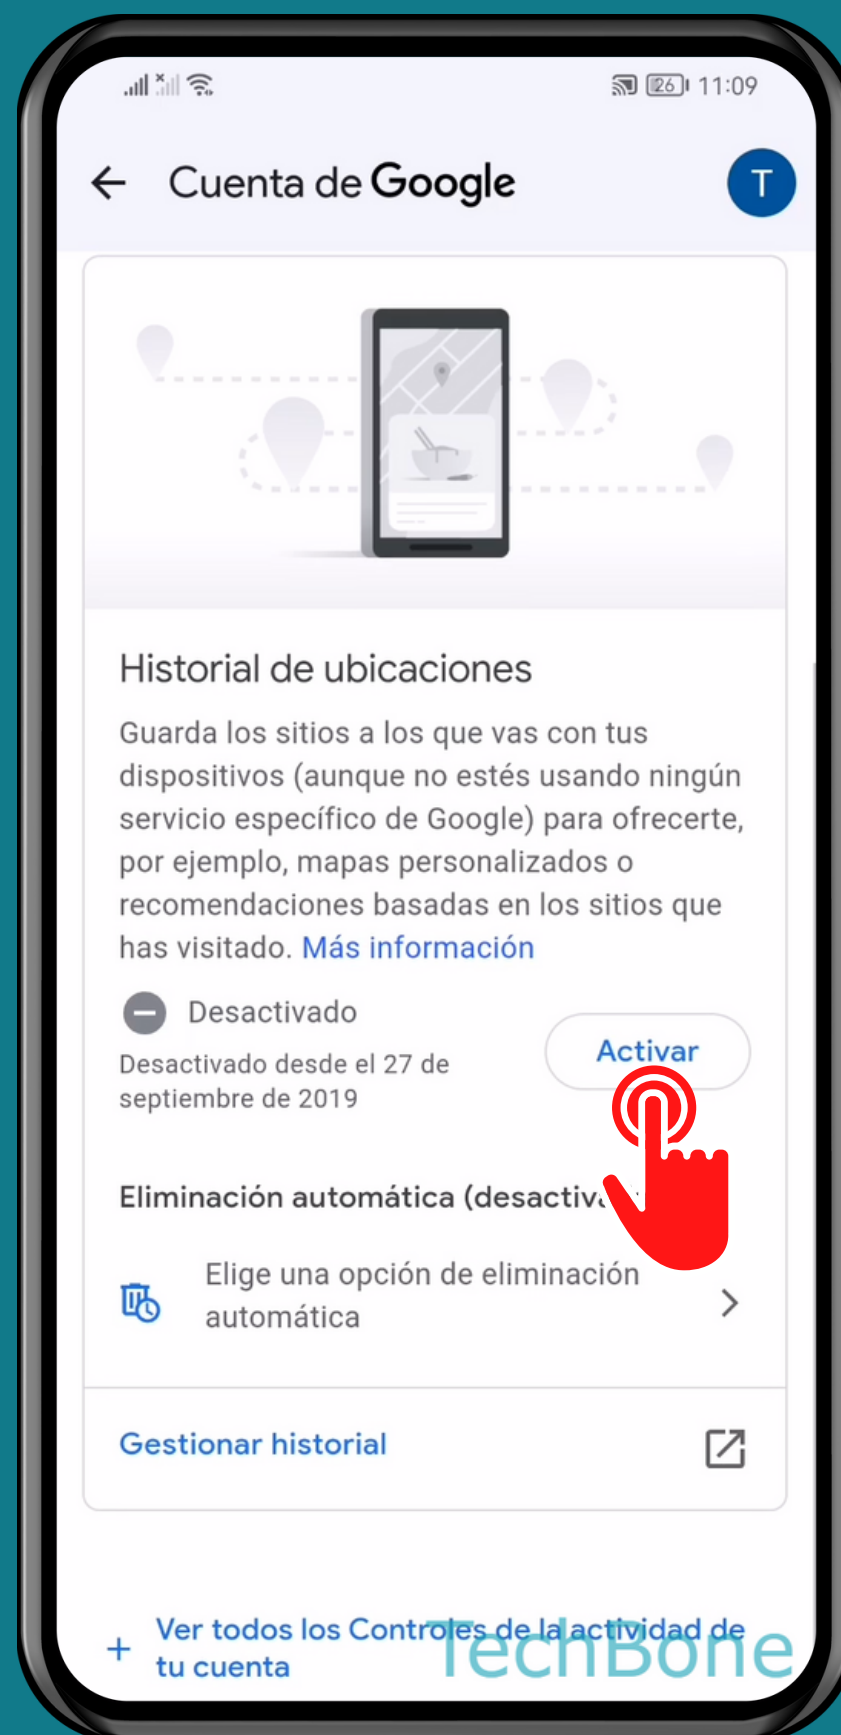 26 11:09
Cuenta de Google
T
Historial de ubicaciones
Guarda los sitios a los que vas con tus
dispositivos (aunque no estés usando ningún
servicio específico de Google) para ofrecerte,
por ejemplo, mapas personalizados o
recomendaciones basadas en los sitios que
has visitado. Más información
Desactivado
Desactivado desde el 27 de
septiembre de 2019
Activar
Eliminación automática
Elige una opción de eliminación
automática
Gestionar historial
+ Ver todos los Controles de la actividad de
tu cuenta
TechBone